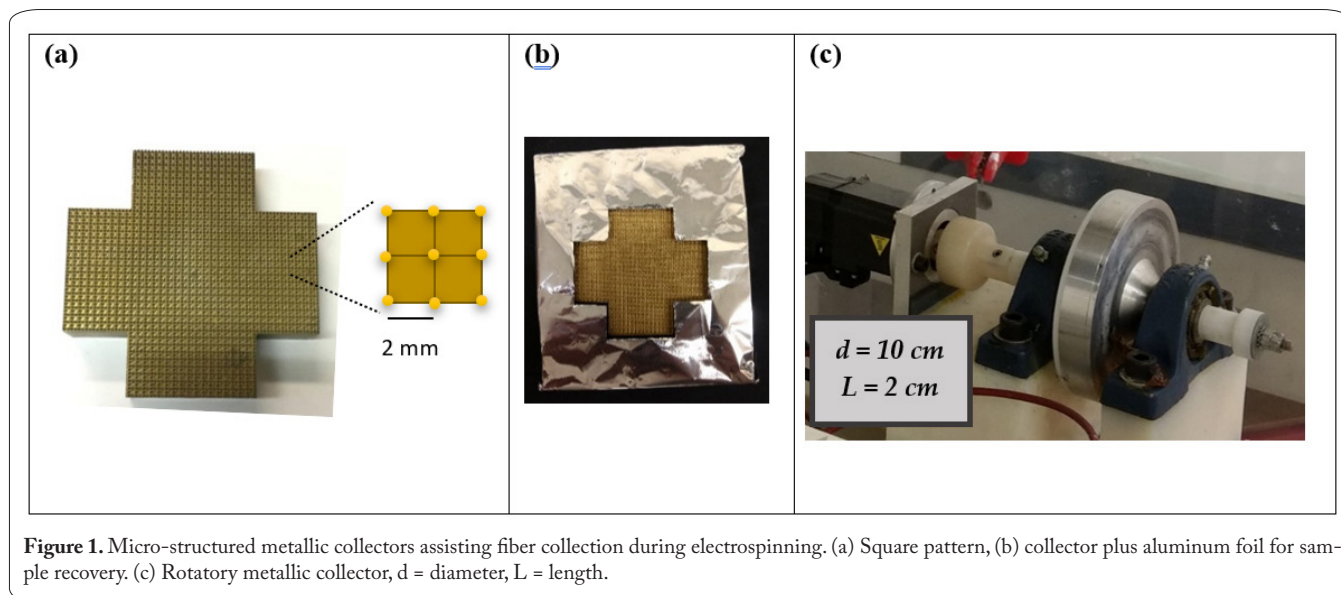 (a)
(b)
(c)
2 mm
d = 10 cm
L = 2 cm
Figure 1. Micro-structured metallic collectors assisting fiber collection during electrospinning. (a) Square pattern, (b) collector plus aluminum foil for sam-
ple recovery. (c) Rotatory metallic collector, d = diameter, L = length.